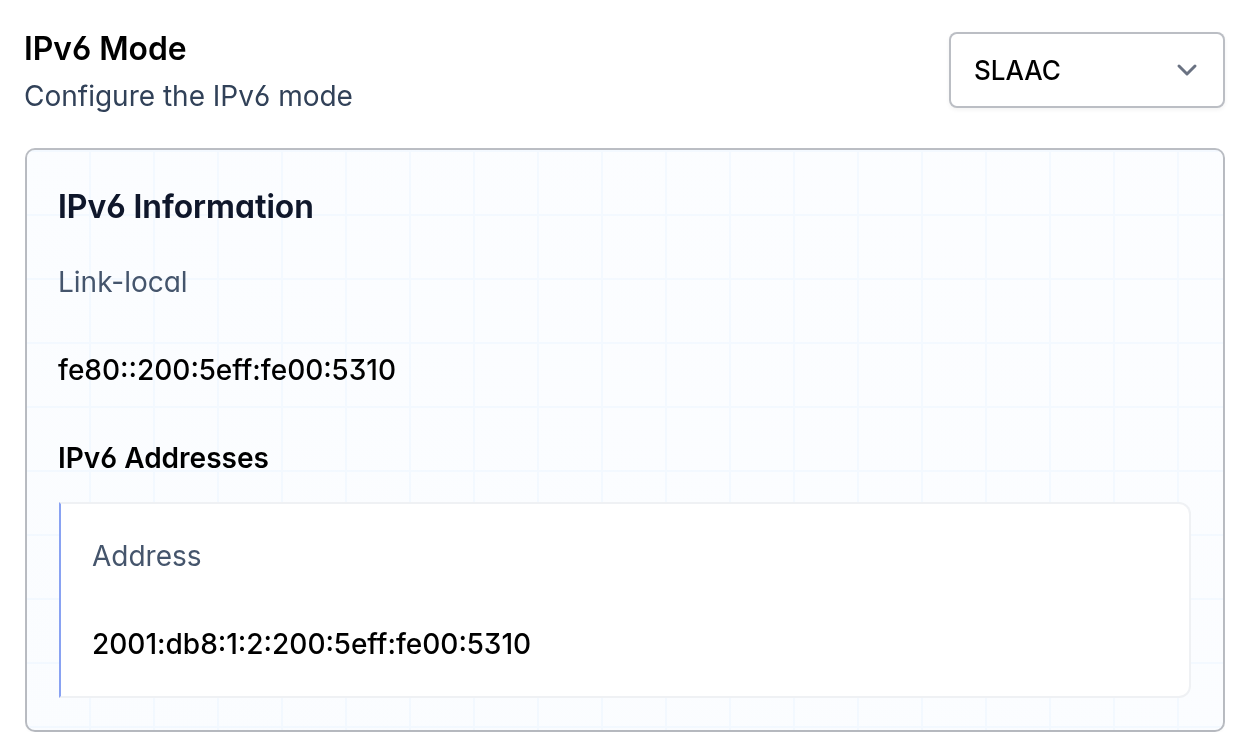 IPv6 Mode
Configure the IPv6 mode
SLAAC
IPv6 Information
Link-local
fe80::200:5eff:fe00:5310
IPv6 Addresses
Address
2001:db8:1:2:200:5eff:fe00:5310